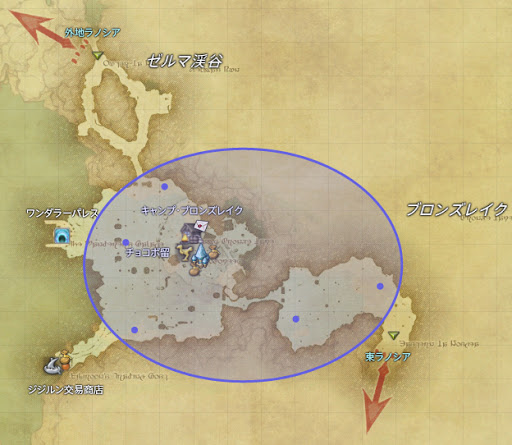 外地ラノシア
ゼルマ渓谷
キャンプ・ブロンズレイク
ワンダラーパレス
ブロンズレイク
チョコボ留
東ラノシア
ジジルン交易商店